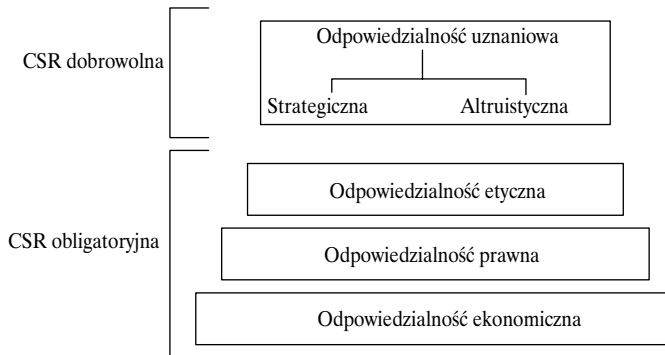 Odpowiedzialność uznaniowa
CSR dobrowolna
Strategiczna Altruistyczna
Odpowiedzialność etyczna
CSR obligatoryjna
Odpowiedzialność prawna
Odpowiedzialność ekonomiczna